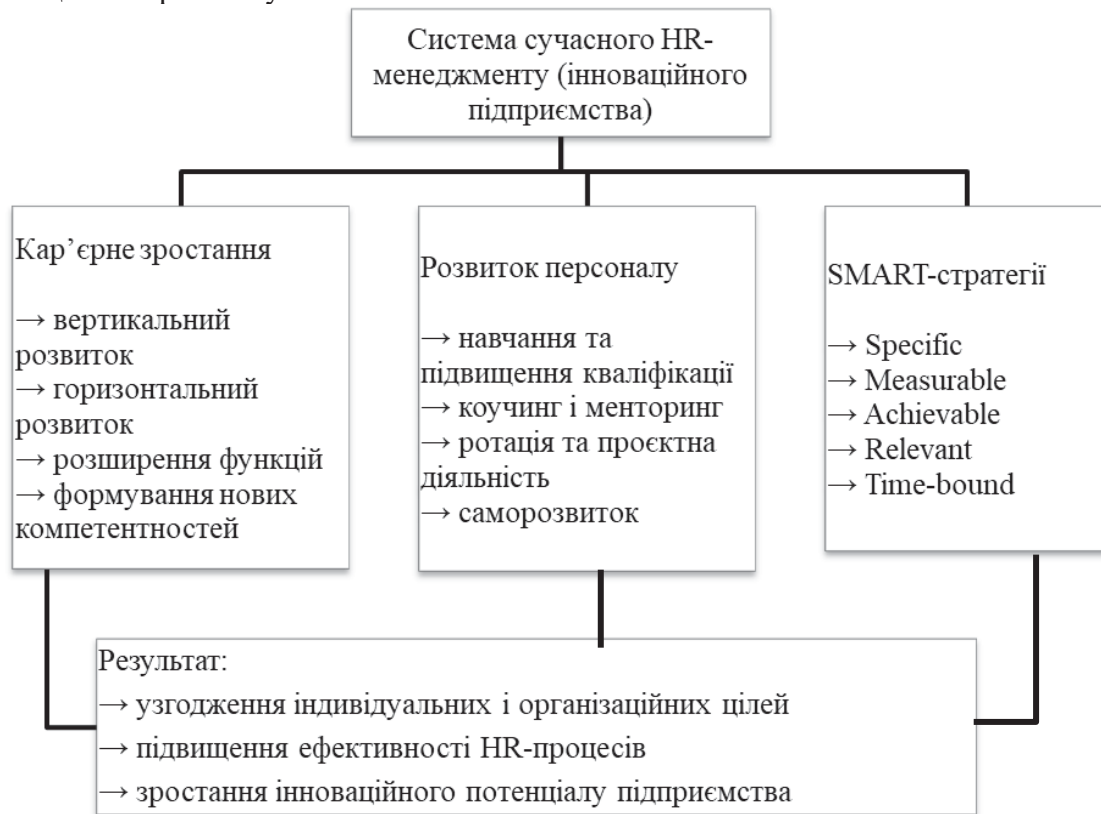 Система сучасного HR-
менеджменту (інноваційного
підприємства)
Кар’єрне зростання
→ вертикальний
розвиток
→ горизонтальний
розвиток
→ розширення функцій
→ формування нових
компетентностей
Розвиток персоналу
→ навчання та
підвищення кваліфікації
→ коучинг і менторинг
→ ротація та проєктна
діяльність
→ саморозвиток
SMART-стратегії
→ Specific
→ Measurable
→ Achievable
→ Relevant
→ Time-bound
Результат:
→ узгодження індивідуальних і організаційних цілей
→ підвищення ефективності HR-процесів
→ зростання інноваційного потенціалу підприємства